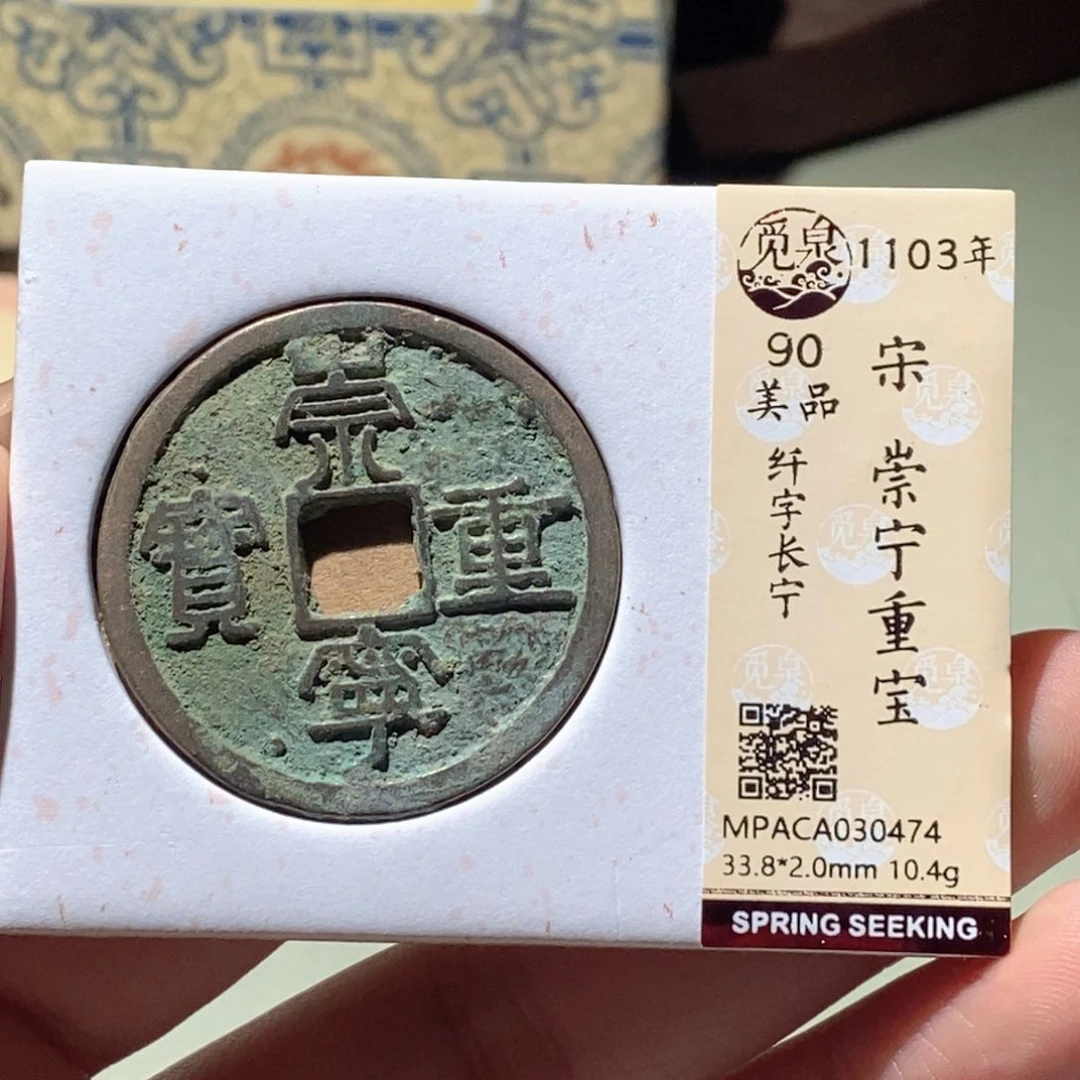 崇
寧
重
寶
觅泉
1103年
90
美品
纤字长宁
宋 崇宁重宝
MPACA030474
33.8*2.0mm 10.4g
SPRING SEEKING